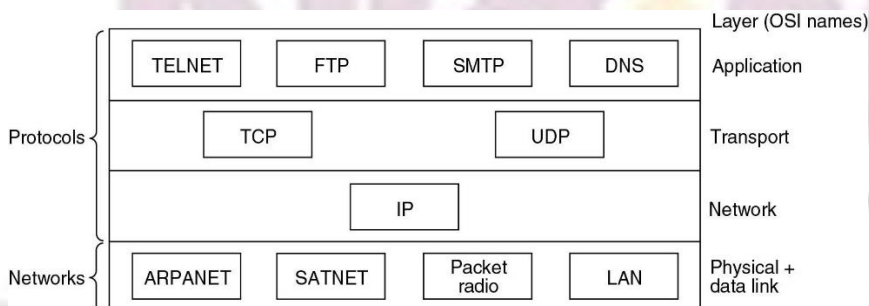 Layer (OSI names)
TELNET FTP SMTP DNS Application
Protocols TCP UDP Transport
IP Network
Networks ARPANET SATNET Packet radio LAN Physical + data link